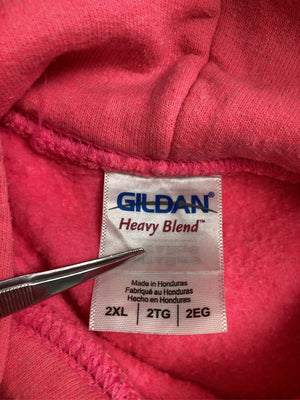 GILDAN®
Heavy Blend™
Made in Honduras
Fabriqué au Honduras
Hecho en Honduras
2XL | 2TG | 2EG